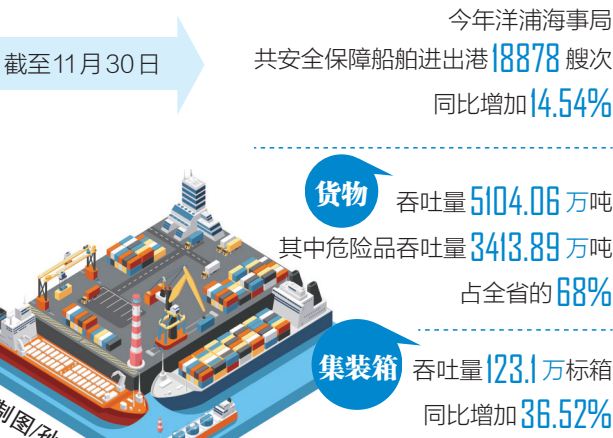 截至11月30日
今年洋浦海事局
共安全保障船舶进出港18878艘次
同比增加14.54%
货物 吞吐量5104.06万吨
其中危险品吞吐量3413.89万吨
占全省的68%
集装箱 吞吐量123.1万标箱
同比增加36.52%
制图/孙